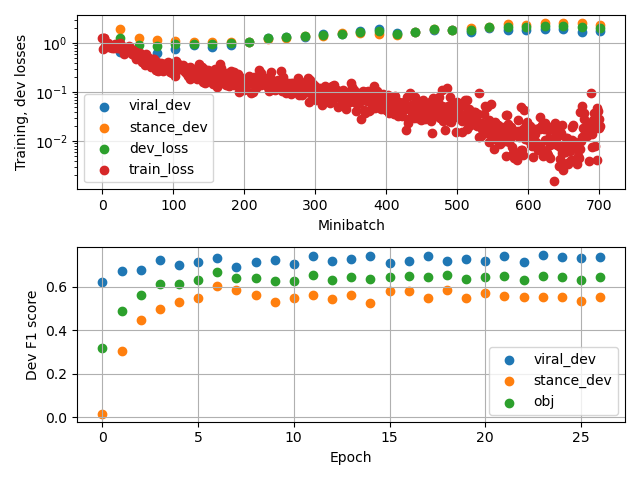 Training, dev losses
10⁰
10⁻¹
10⁻²
viral_dev
stance_dev
dev_loss
train_loss
0 100 200 300 400 500 600 700
Minibatch
Dev F1 score
0.6
0.4
0.2
0.0
viral_dev
stance_dev
obj
0 5 10 15 20 25
Epoch